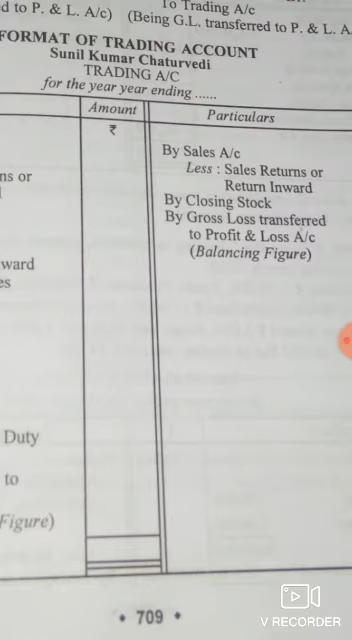 d to P. & L. A/c) (Being G.L. transferred to P. & L. A
To Trading A/c
FORMAT OF TRADING ACCOUNT
Sunil Kumar Chaturvedi
TRADING A/C
for the year year ending ......
Amount Particulars
₹
By Sales A/c
Less : Sales Returns or
ns or
Return Inward
By Closing Stock
By Gross Loss transferred
to Profit & Loss A/c
(Balancing Figure)
ward
es
Duty
to
Figure)
• 709 •
V RECORDER